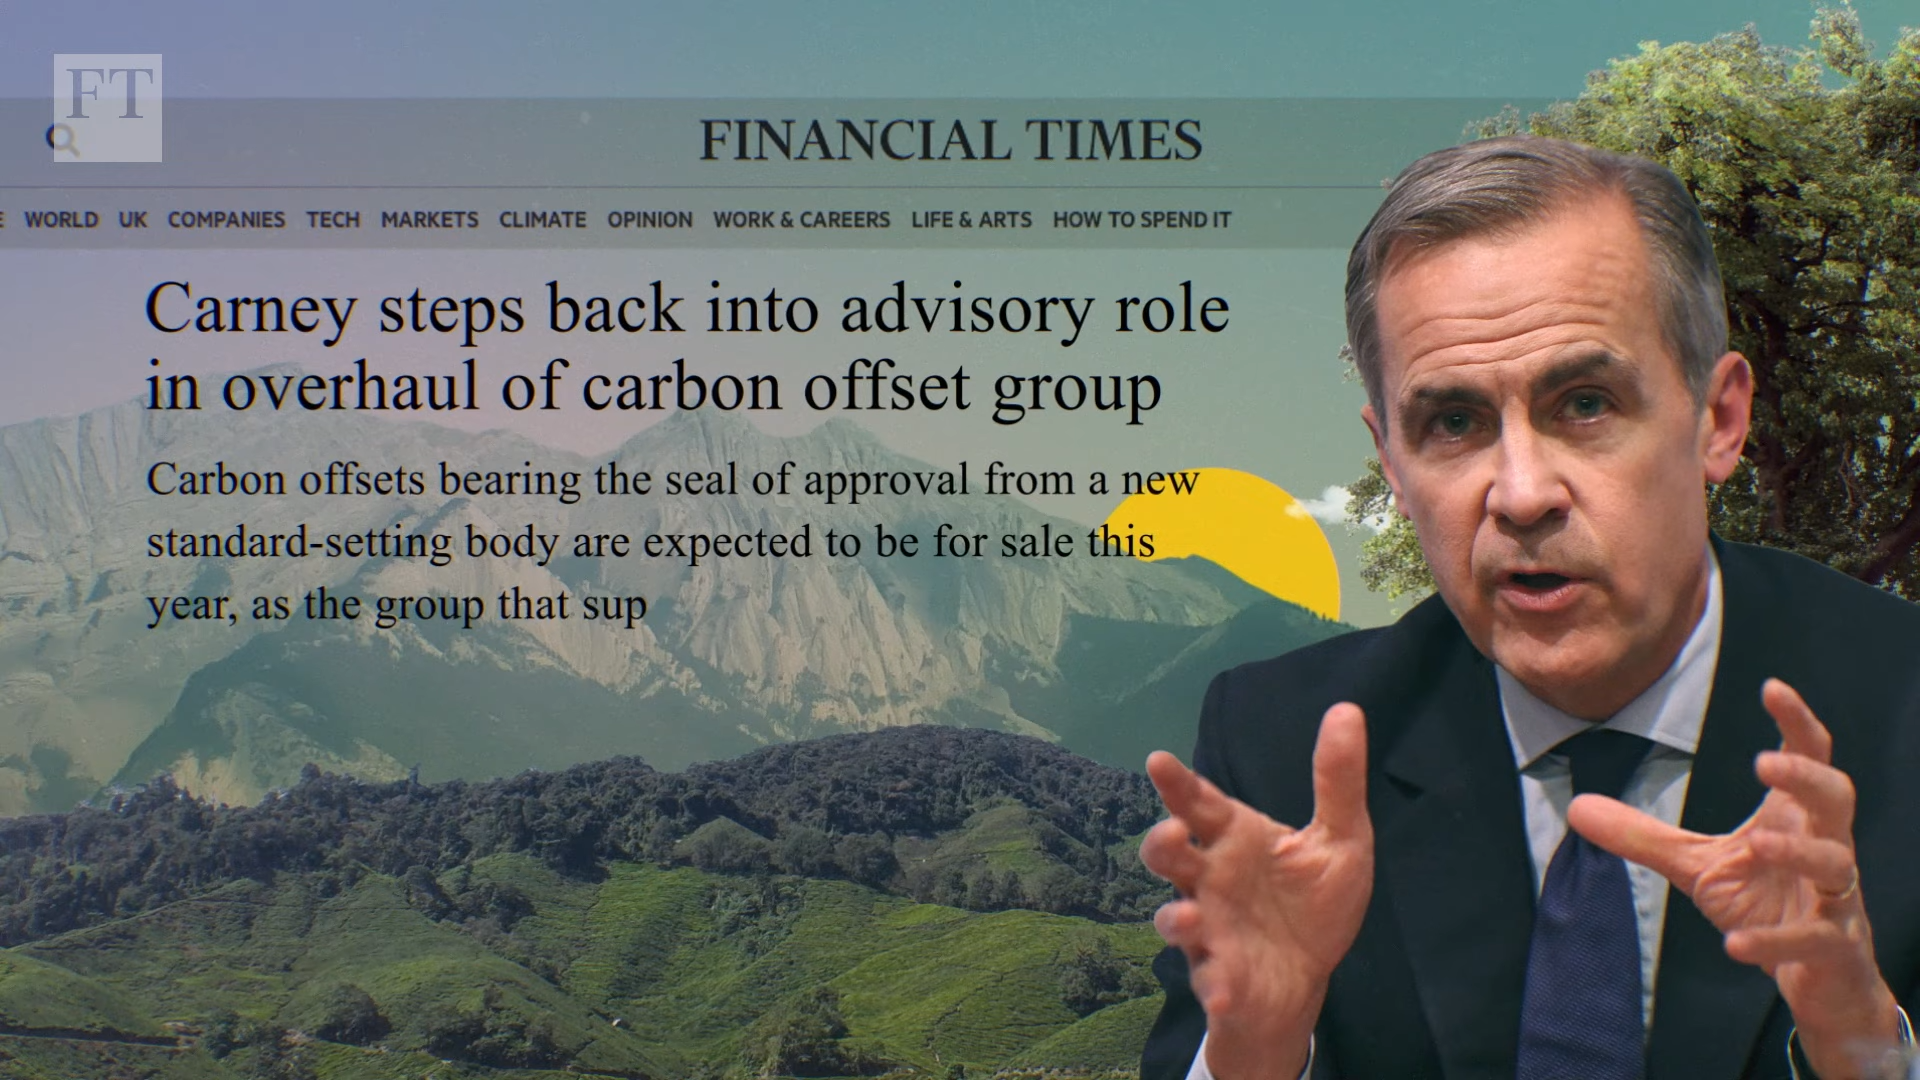 FT
FINANCIAL TIMES
WORLD UK COMPANIES TECH MARKETS CLIMATE OPINION WORK & CAREERS LIFE & ARTS HOW TO SPEND IT
Carney steps back into advisory role
in overhaul of carbon offset group
Carbon offsets bearing the seal of approval from a new
standard-setting body are expected to be for sale this
year, as the group that sup